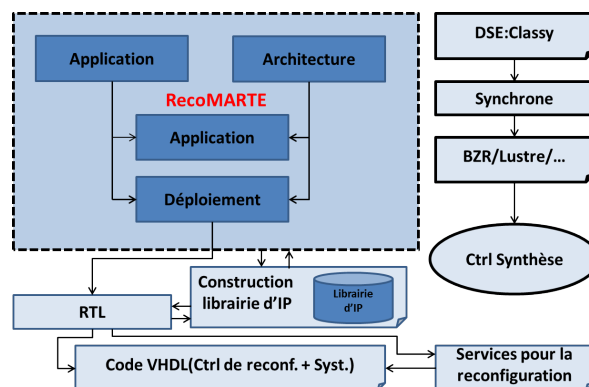 Application
Architecture
RecoMARTE
Application
Déploiement
DSE:Classy
Synchrone
BZR/Lustre/...
Ctrl Synthèse
Construction
librairie d'IP
Librairie
d'IP
RTL
Code VHDL(Ctrl de reconf. + Syst.)
Services pour la
reconfiguration